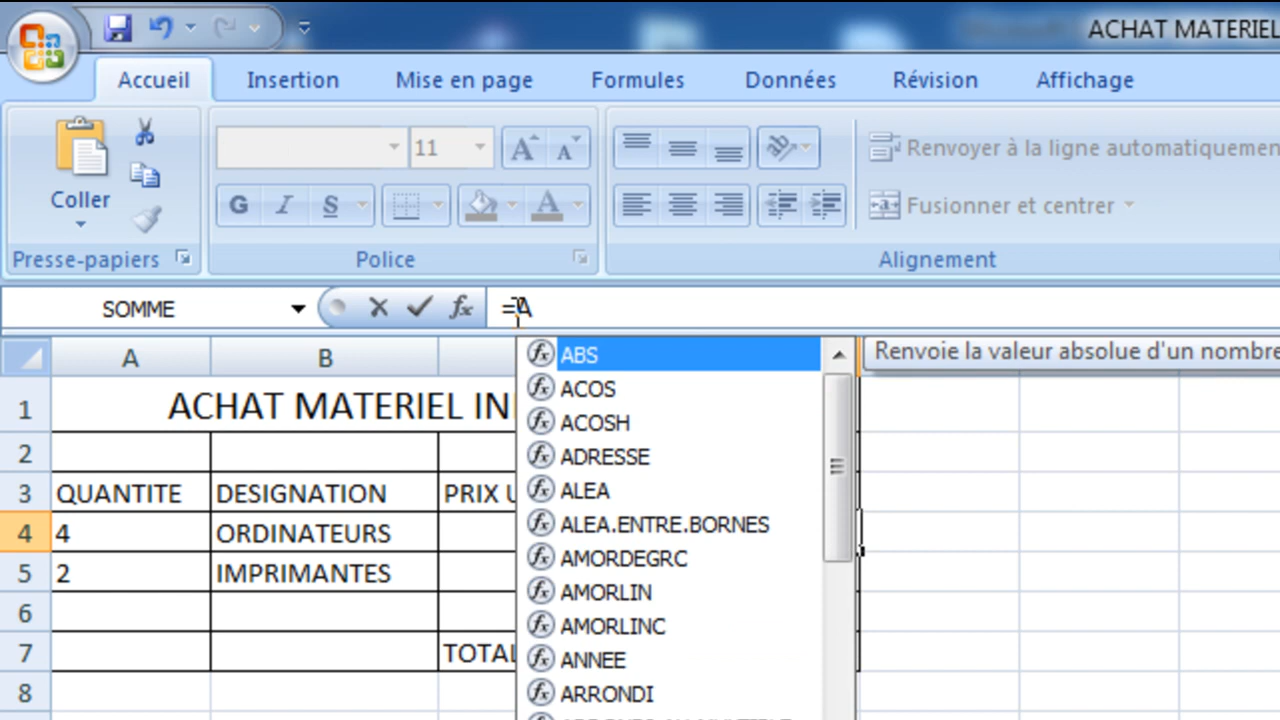 ACHAT MATERIEL
Accueil Insertion Mise en page Formules Données Révision Affichage
11 A A Renvoyer à la ligne automatiquemen
Coller G I S A Fusionner et centrer
Presse-papiers Police Alignement
SOMME fx =A
A B
ABS Renvoie la valeur absolue d'un nombre
1 ACHAT MATERIEL IN
ACOS
ACOSH
2 ADRESSE
3 QUANTITE DESIGNATION PRIX U
ALEA
4 4 ORDINATEURS ALEA.ENTRE.BORNES
AMORDEGRC
5 2 IMPRIMANTES
AMORLIN
6 AMORLINC
7 TOTAL ANNEE
8 ARRONDI